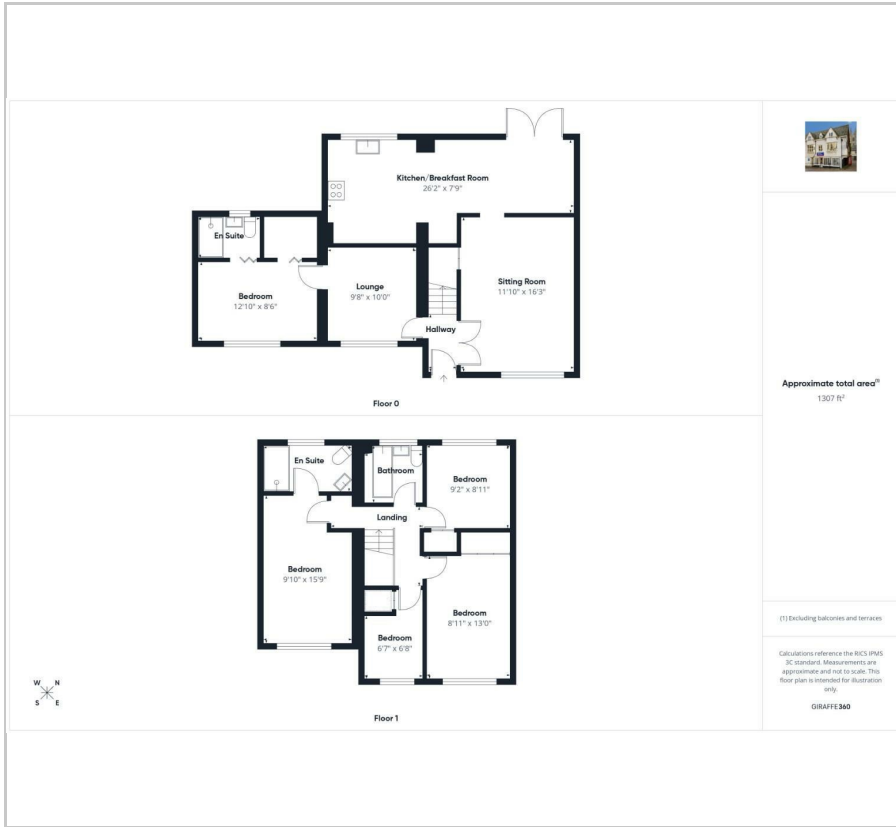 Kitchen/Breakfast Room
26'2" x 7'9"
En Suite
Bedroom
12'10" x 8'6"
Lounge
9'8" x 10'0"
Sitting Room
11'10" x 16'3"
Hallway
Floor 0
En Suite
Bathroom
Bedroom
9'2" x 8'11"
Landing
Bedroom
9'10" x 15'9"
Bedroom
8'11" x 13'0"
Bedroom
6'7" x 6'8"
W N
S E
Floor 1
Approximate total area(1)
1307 ft²
(1) Excluding balconies and terraces
Calculations reference the RICS IPMS
3C standard. Measurements are
approximate and not to scale. This
floor plan is intended for illustration
only.
GIRAFFE360